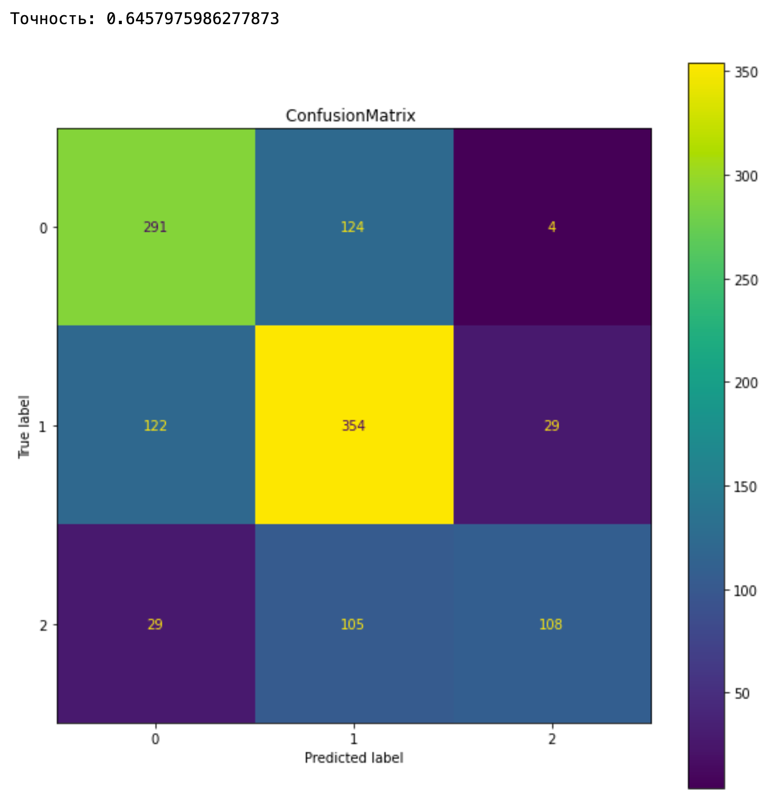 Точность: 0.6457975986277873
ConfusionMatrix
350
300
250
200
150
100
50
True label
0
291 124 4
1
122 354 29
2
29 105 108
0 1 2
Predicted label